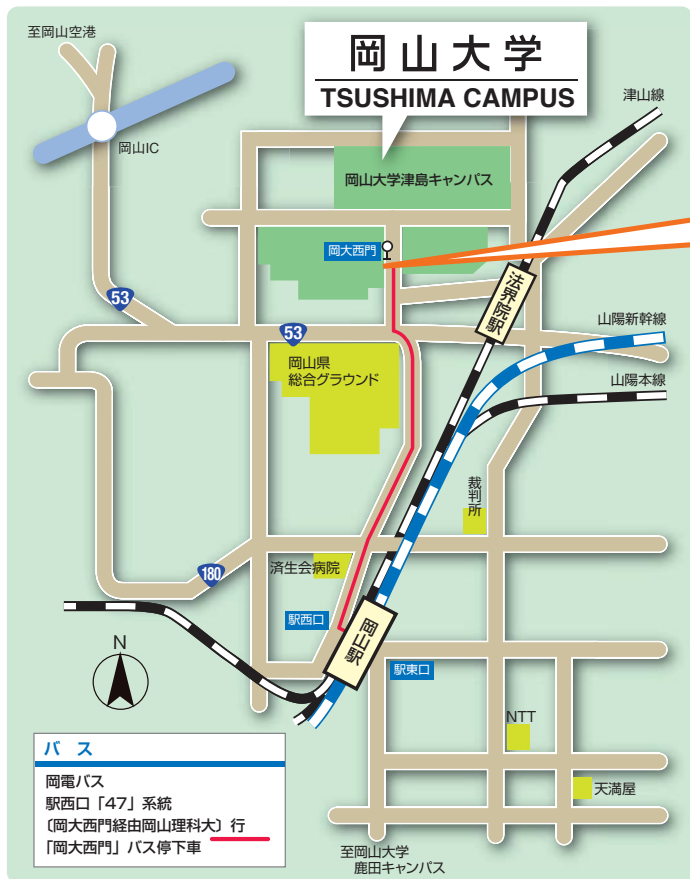 至岡山空港
岡山大学
TSUSHIMA CAMPUS
津山線
岡山IC
岡山大学津島キャンパス
岡大西門
法界院駅
53
53
山陽新幹線
岡山県
総合グラウンド
山陽本線
裁判所
済生会病院
180
駅西口
岡山駅
N
駅東口
NTT
バス
岡電バス
駅西口「47」系統
〔岡大西門経由岡山理科大〕行
「岡大西門」バス停下車
天満屋
至岡山大学
鹿田キャンパス